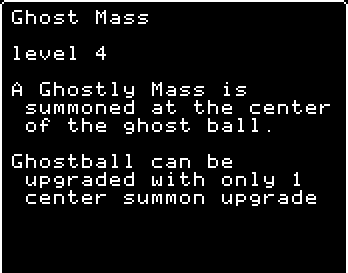 Ghost Mass
level 4
A Ghostly Mass is
summoned at the center
of the ghost ball.
Ghostball can be
upgraded with only 1
center summon upgrade